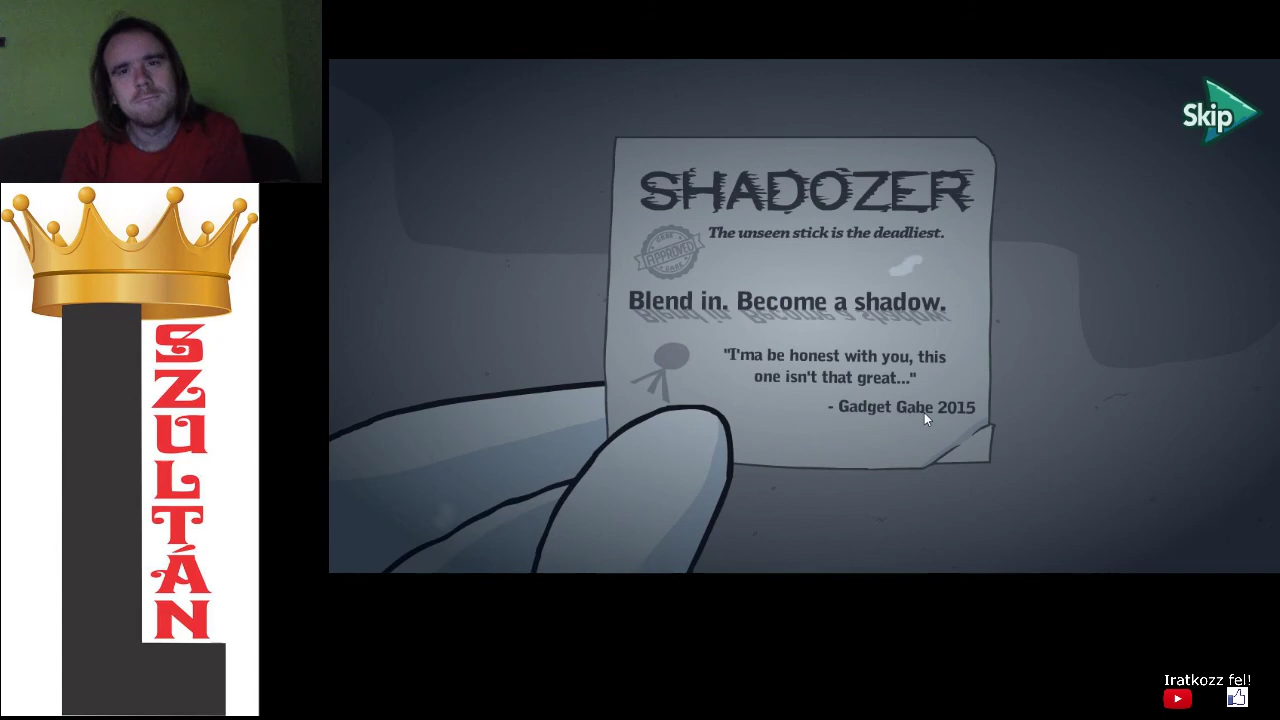 Skip
SHADOZER
The unseen stick is the deadliest.
APPROVED
Blend in. Become a shadow.
"I'ma be honest with you, this
one isn't that great..."
- Gadget Gabe 2015
L
SZULTÁN
Iratkozz fel!